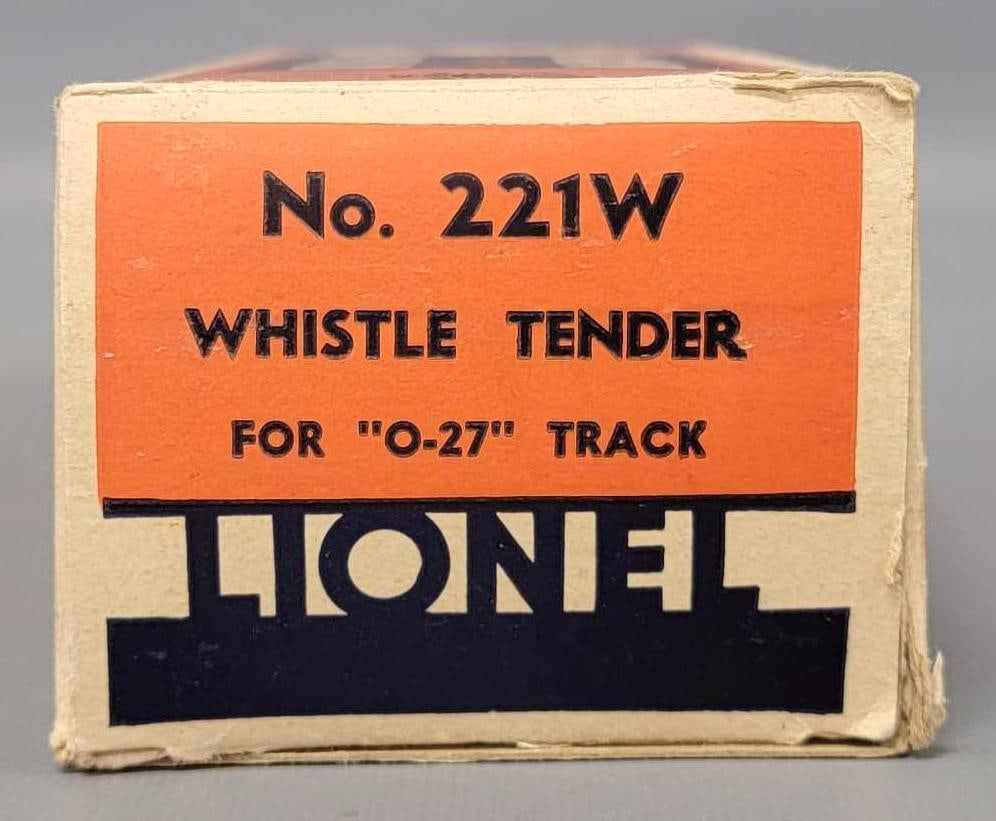 No. 221W
WHISTLE TENDER
FOR "O-27" TRACK
LIONEL